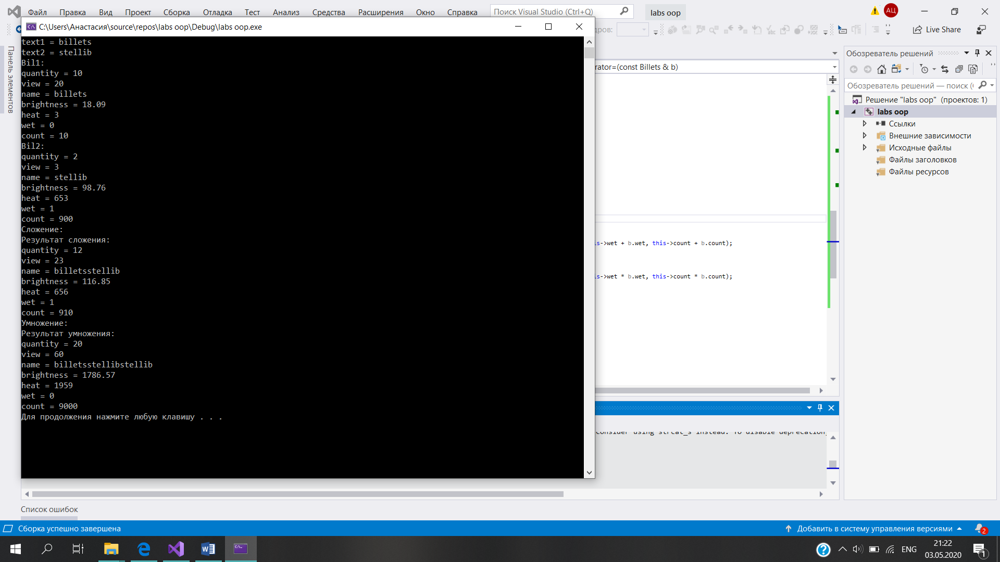 Файл Правка Вид Проект Сборка Отладка Тест Анализ Средства Расширения Окно Справка Поиск Visual Studio (Ctrl+Q) labs oop АЦ
C:\Users\Анастасия\source\repos\labs oop\Debug\labs oop.exe
дров: Live Share
Панель элементов
text1 = billets
text2 = stellib
Bil1:
quantity = 10
view = 20
name = billets
brightness = 18.09
heat = 3
wet = 0
count = 10
Bil2:
quantity = 2
view = 3
name = stellib
brightness = 98.76
heat = 653
wet = 1
count = 900
Сложение:
Результат сложения:
quantity = 12
view = 23
name = billetsstellib
brightness = 116.85
heat = 656
wet = 1
count = 910
Умножение:
Результат умножения:
quantity = 20
view = 60
name = billetsstellibstellib
brightness = 1786.57
heat = 1959
wet = 0
count = 9000
Для продолжения нажмите любую клавишу . . .
rator=(const Billets & b)
is->wet + b.wet, this->count + b.count);
is->wet * b.wet, this->count * b.count);
consider using strcat_s instead. To disable deprecation,
Обозреватель решений
Обозреватель решений — поиск (
Решение "labs oop" (проектов: 1)
labs oop
Ссылки
Внешние зависимости
Исходные файлы
Файлы заголовков
Файлы ресурсов
Список ошибок
Сборка успешно завершена
Добавить в систему управления версиями
2
ENG
21:22
03.05.2020
1